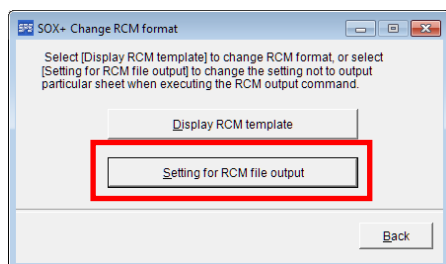 SPS SOX+ Change RCM format
Select [Display RCM template] to change RCM format, or select
[Setting for RCM file output] to change the setting not to output
particular sheet when executing the RCM output command.
Display RCM template
Setting for RCM file output
Back